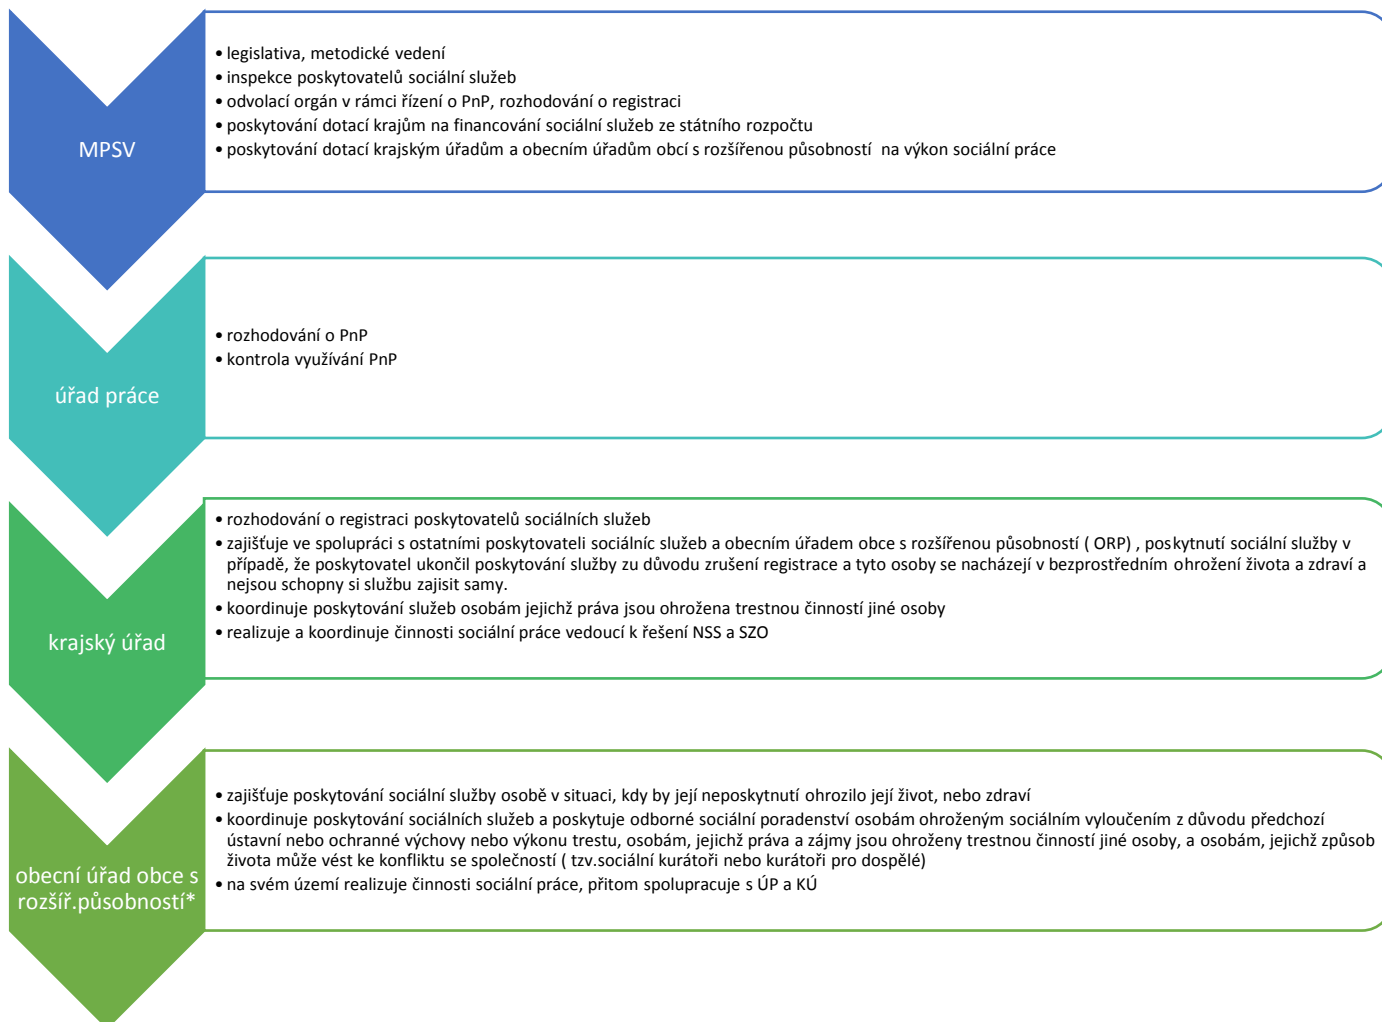 MPSV
• legislativa, metodické vedení
• inspekce poskytovatelů sociální služeb
• odvolací orgán v rámci řízení o PnP, rozhodování o registraci
• poskytování dotací krajům na financování sociální služeb ze státního rozpočtu
• poskytování dotací krajským úřadům a obecním úřadům obcí s rozšířenou působností na výkon sociální práce
úřad práce
• rozhodování o PnP
• kontrola využívání PnP
krajský úřad
• rozhodování o registraci poskytovatelů sociálních služeb
• zajišťuje ve spolupráci s ostatními poskytovateli sociálníc služeb a obecním úřadem obce s rozšířenou působností ( ORP) , poskytnutí sociální služby v
případě, že poskytovatel ukončil poskytování služby zu důvodu zrušení registrace a tyto osoby se nacházejí v bezprostředním ohrožení života a zdraví a
nejsou schopny si službu zajisit samy.
• koordinuje poskytování služeb osobám jejichž práva jsou ohrožena trestnou činností jiné osoby
• realizuje a koordinuje činnosti sociální práce vedoucí k řešení NSS a SZO
obecní úřad obce s
rozšíř.působností*
• zajišťuje poskytování sociální služby osobě v situaci, kdy by její neposkytnutí ohrozilo její život, nebo zdraví
• koordinuje poskytování sociálních služeb a poskytuje odborné sociální poradenství osobám ohroženým sociálním vyloučením z důvodu předchozí
ústavní nebo ochranné výchovy nebo výkonu trestu, osobám, jejichž práva a zájmy jsou ohroženy trestnou činností jiné osoby, a osobám, jejichž způsob
života může vést ke konfliktu se společností ( tzv.sociální kurátoři nebo kurátoři pro dospělé)
• na svém území realizuje činnosti sociální práce, přitom spolupracuje s ÚP a KÚ